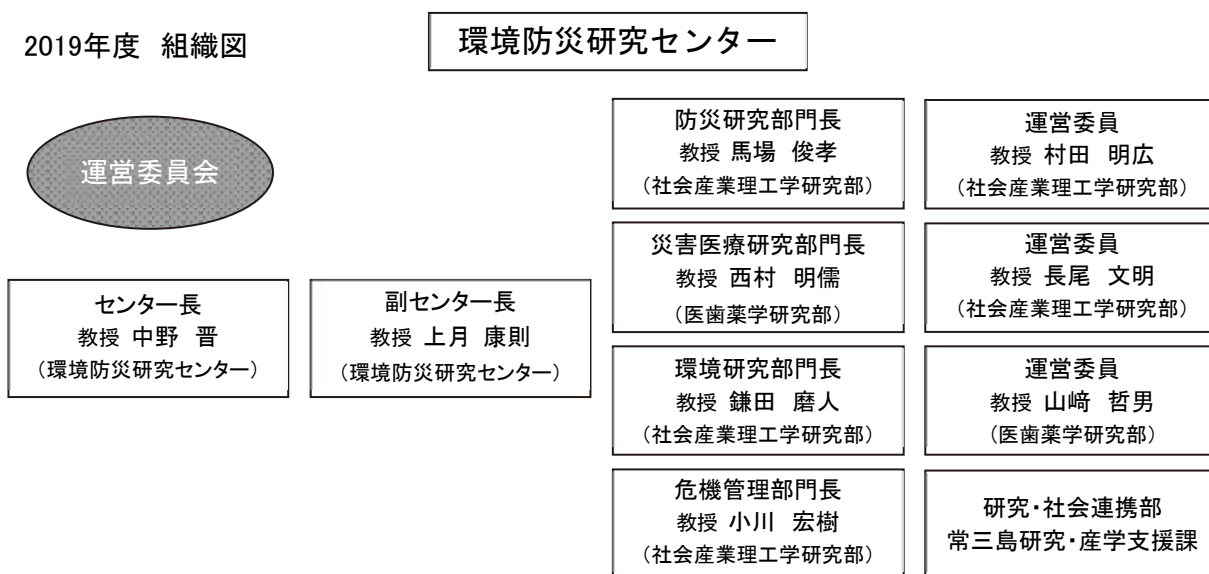 2019年度 組織図
環境防災研究センター
運営委員会
センター長
教授 中野 晋
(環境防災研究センター)
副センター長
教授 上月 康則
(環境防災研究センター)
防災研究部門長
教授 馬場 俊孝
(社会産業理工学研究部)
災害医療研究部門長
教授 西村 明儒
(医歯薬学研究部)
環境研究部門長
教授 鎌田 磨人
(社会産業理工学研究部)
危機管理部門長
教授 小川 宏樹
(社会産業理工学研究部)
運営委員
教授 村田 明広
(社会産業理工学研究部)
運営委員
教授 長尾 文明
(社会産業理工学研究部)
運営委員
教授 山﨑 哲男
(医歯薬学研究部)
研究・社会連携部
常三島研究・産学支援課